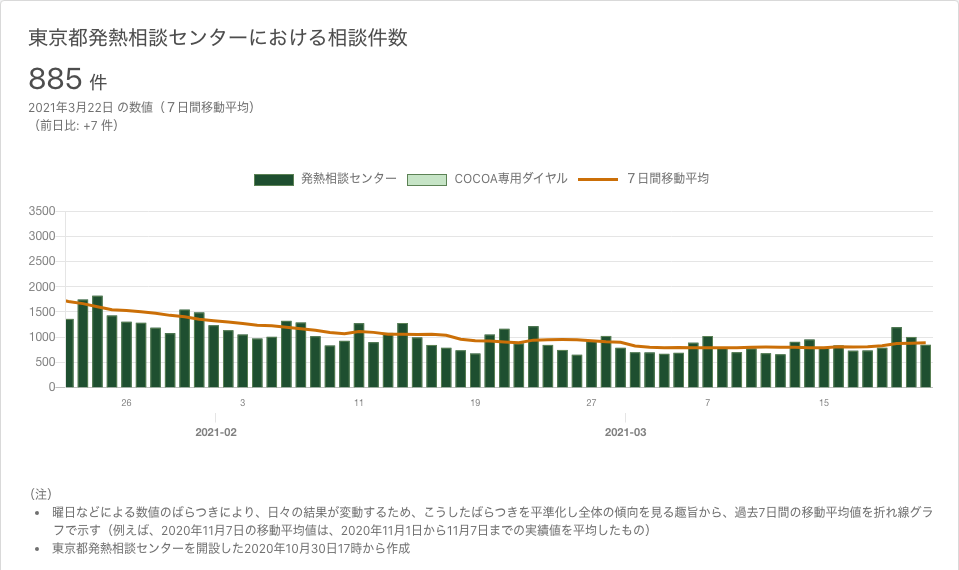 東京都発熱相談センターにおける相談件数
885 件
2021年3月22日 の数値（７日間移動平均）
（前日比: +7 件）
発熱相談センター COCOA専用ダイヤル ７日間移動平均
3500
3000
2500
2000
1500
1000
500
0
26 3 11 19 27 7 15
2021-02 2021-03
（注）
• 曜日などによる数値のばらつきにより、日々の結果が変動するため、こうしたばらつきを平準化し全体の傾向を見る趣旨から、過去7日間の移動平均値を折れ線グラ
フで示す（例えば、2020年11月7日の移動平均値は、2020年11月1日から11月7日までの実績値を平均したもの）
• 東京都発熱相談センターを開設した2020年10月30日17時から作成